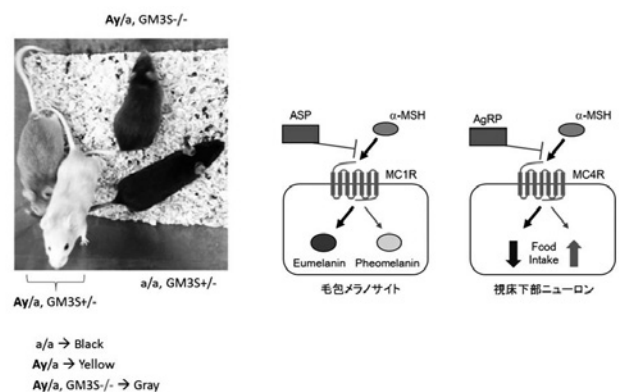 Ay/a, GM3S-/-
Ay/a, GM3S+/-
a/a, GM3S+/-
a/a → Black
Ay/a → Yellow
Ay/a, GM3S-/- → Gray
ASP
α-MSH
MC1R
Eumelanin
Pheomelanin
毛包メラノサイト
AgRP
α-MSH
MC4R
Food
Intake
視床下部ニューロン